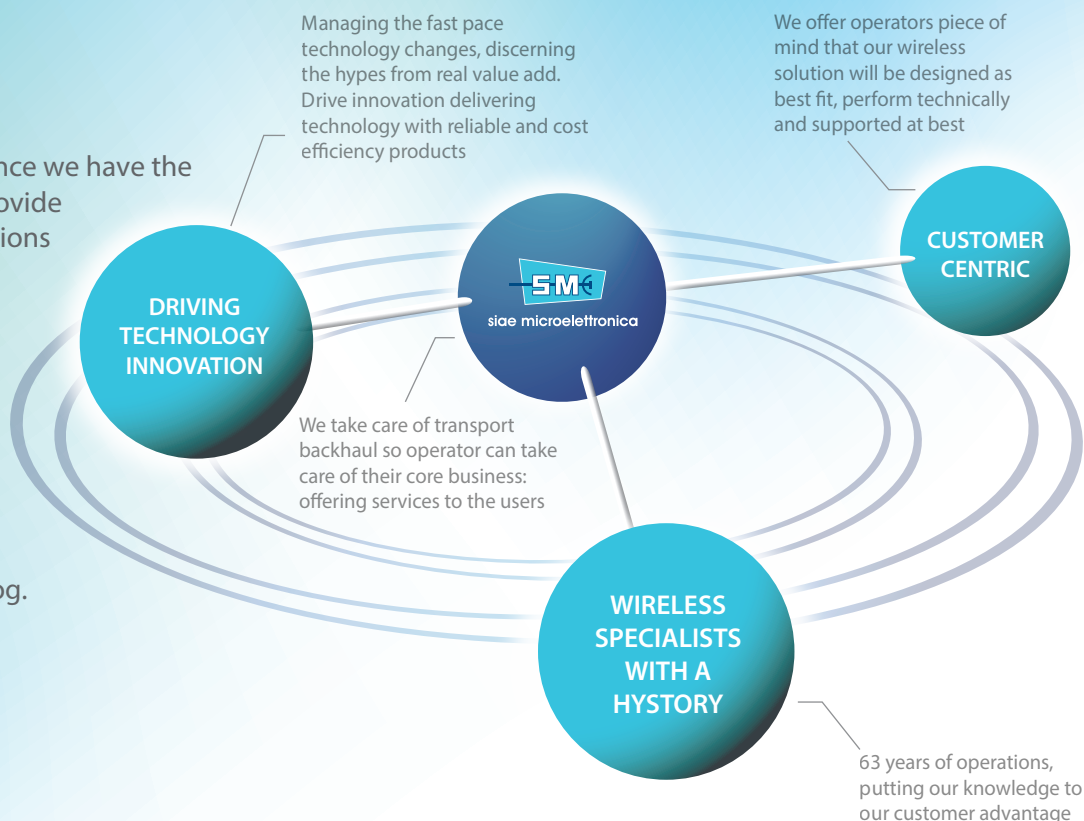 Managing the fast pace
technology changes, discerning
the hypes from real value add.
Drive innovation delivering
technology with reliable and cost
efficiency products
We offer operators piece of
mind that our wireless
solution will be designed as
best fit, perform technically
and supported at best
we have the
DRIVING
TECHNOLOGY
INNOVATION
SM
siae microelettronica
CUSTOMER
CENTRIC
We take care of transport
backhaul so operator can take
care of their core business:
offering services to the users
WIRELESS
SPECIALISTS
WITH A
HYSTORY
63 years of operations,
putting our knowledge to
our customer advantage